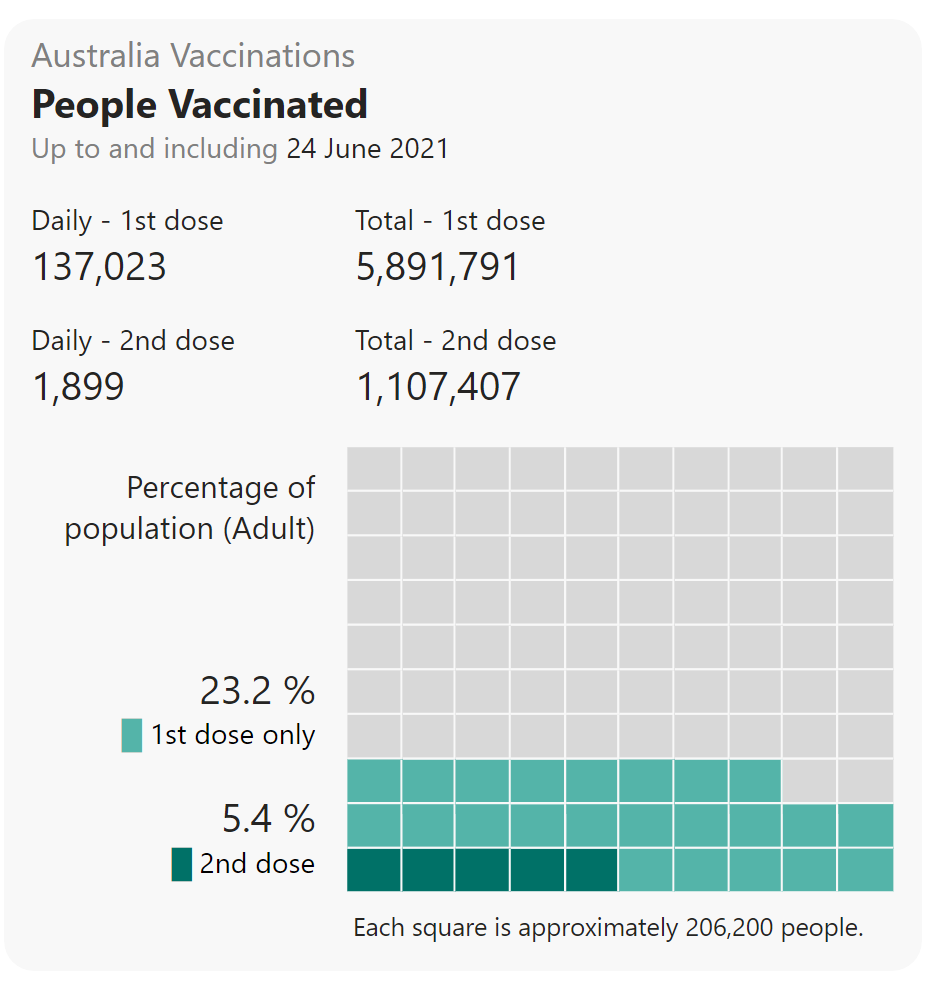 Australia Vaccinations
People Vaccinated
Up to and including 24 June 2021
Daily - 1st dose
137,023
Total - 1st dose
5,891,791
Daily - 2nd dose
1,899
Total - 2nd dose
1,107,407
Percentage of
population (Adult)
23.2 %
1st dose only
5.4 %
2nd dose
Each square is approximately 206,200 people.